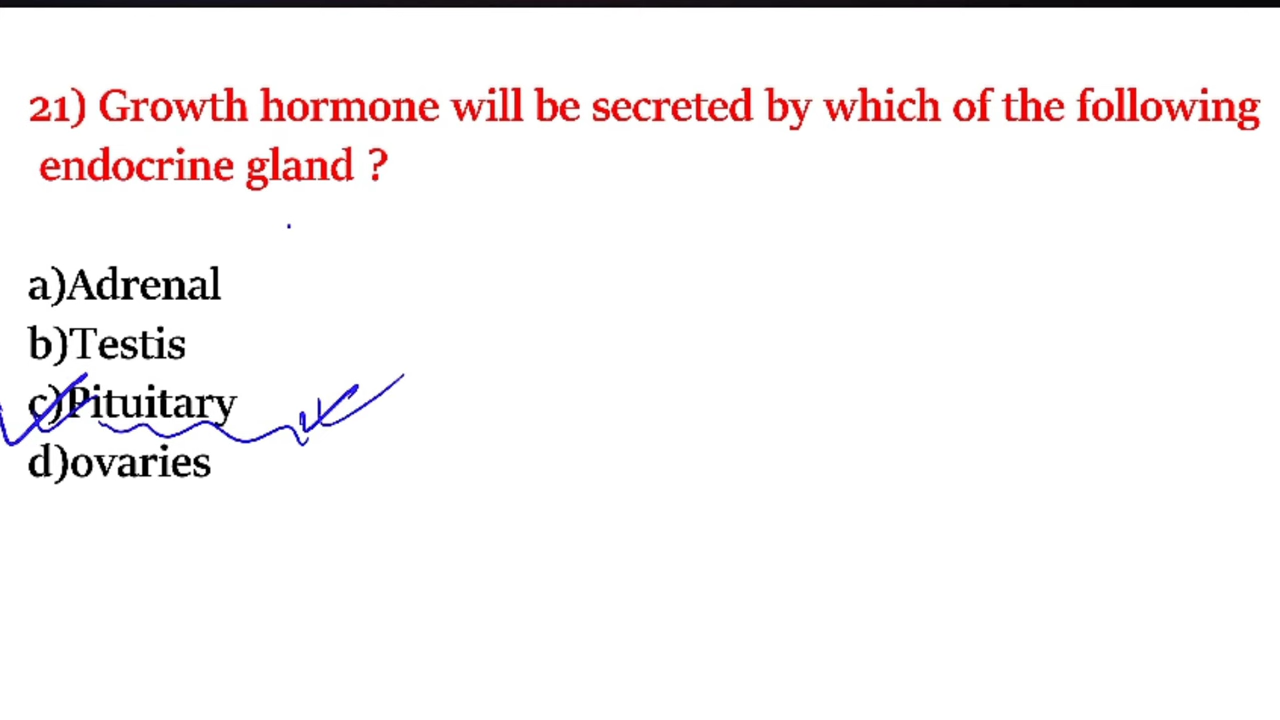 21) Growth hormone will be secreted by which of the following
endocrine gland ?
a)Adrenal
b)Testis
c)Pituitary
d)ovaries